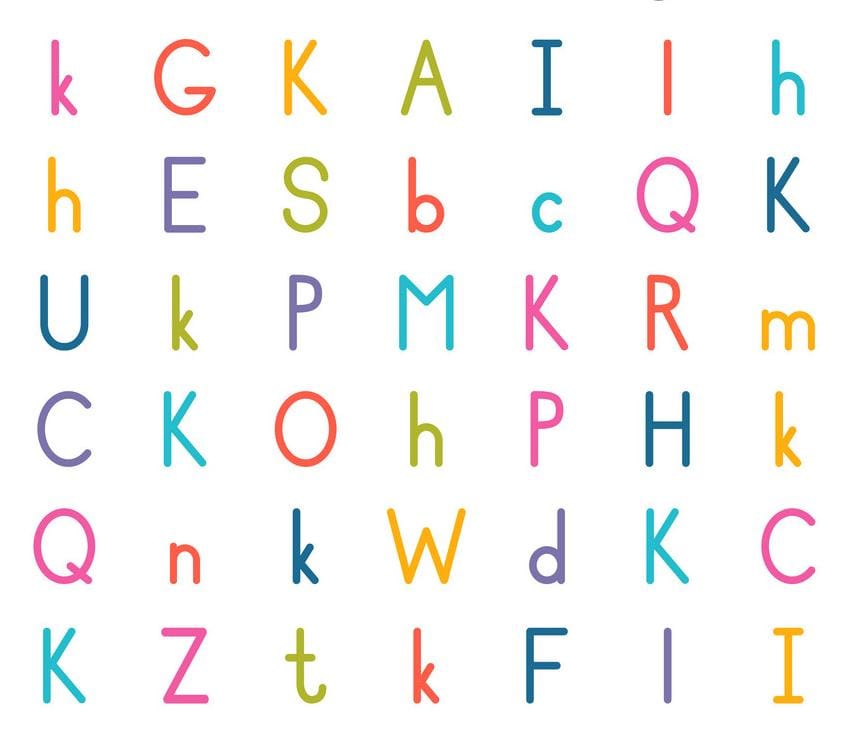 k G K A I l h
h E S b c Q K
U k P M K R m
C K O h P H k
Q n k W d K C
K Z t k F l I